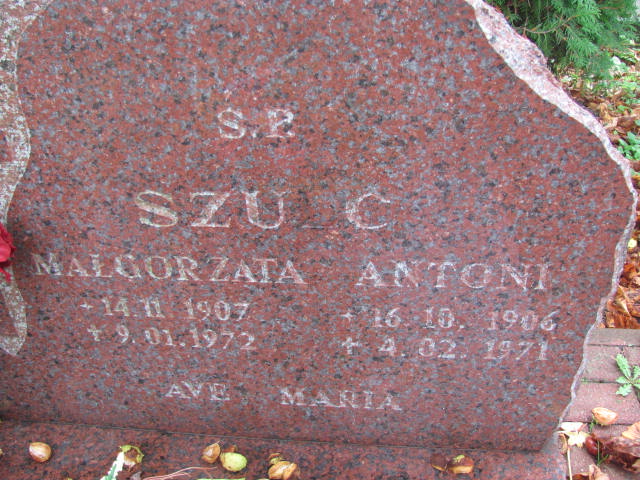 Ś.P.
SZULC
MAŁGORZATA ANTONI
* 14.11 1907 * 16.10. 1906
✝ 9.01.1972 ✝ 4.02. 1971
AVE MARIA